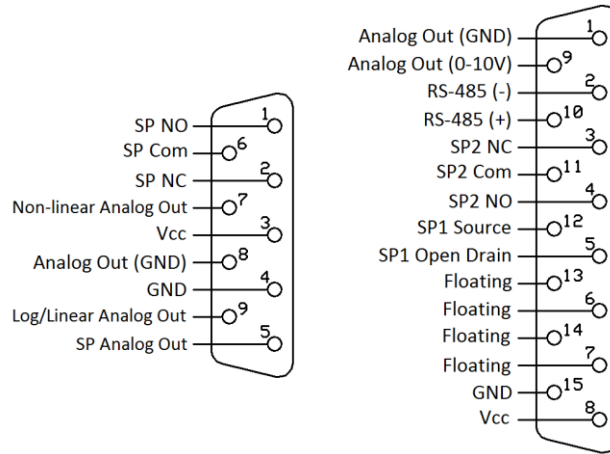 SP NO 1
SP Com 6
SP NC 2
Non-linear Analog Out 7
Vcc 3
Analog Out (GND) 8
GND 4
Log/Linear Analog Out 9
SP Analog Out 5
Analog Out (GND) 1
Analog Out (0-10V) 9
RS-485 (-) 2
RS-485 (+) 10
SP2 NC 3
SP2 Com 11
SP2 NO 4
SP1 Source 12
SP1 Open Drain 5
Floating 13
Floating 6
Floating 14
Floating 7
GND 15
Vcc 8